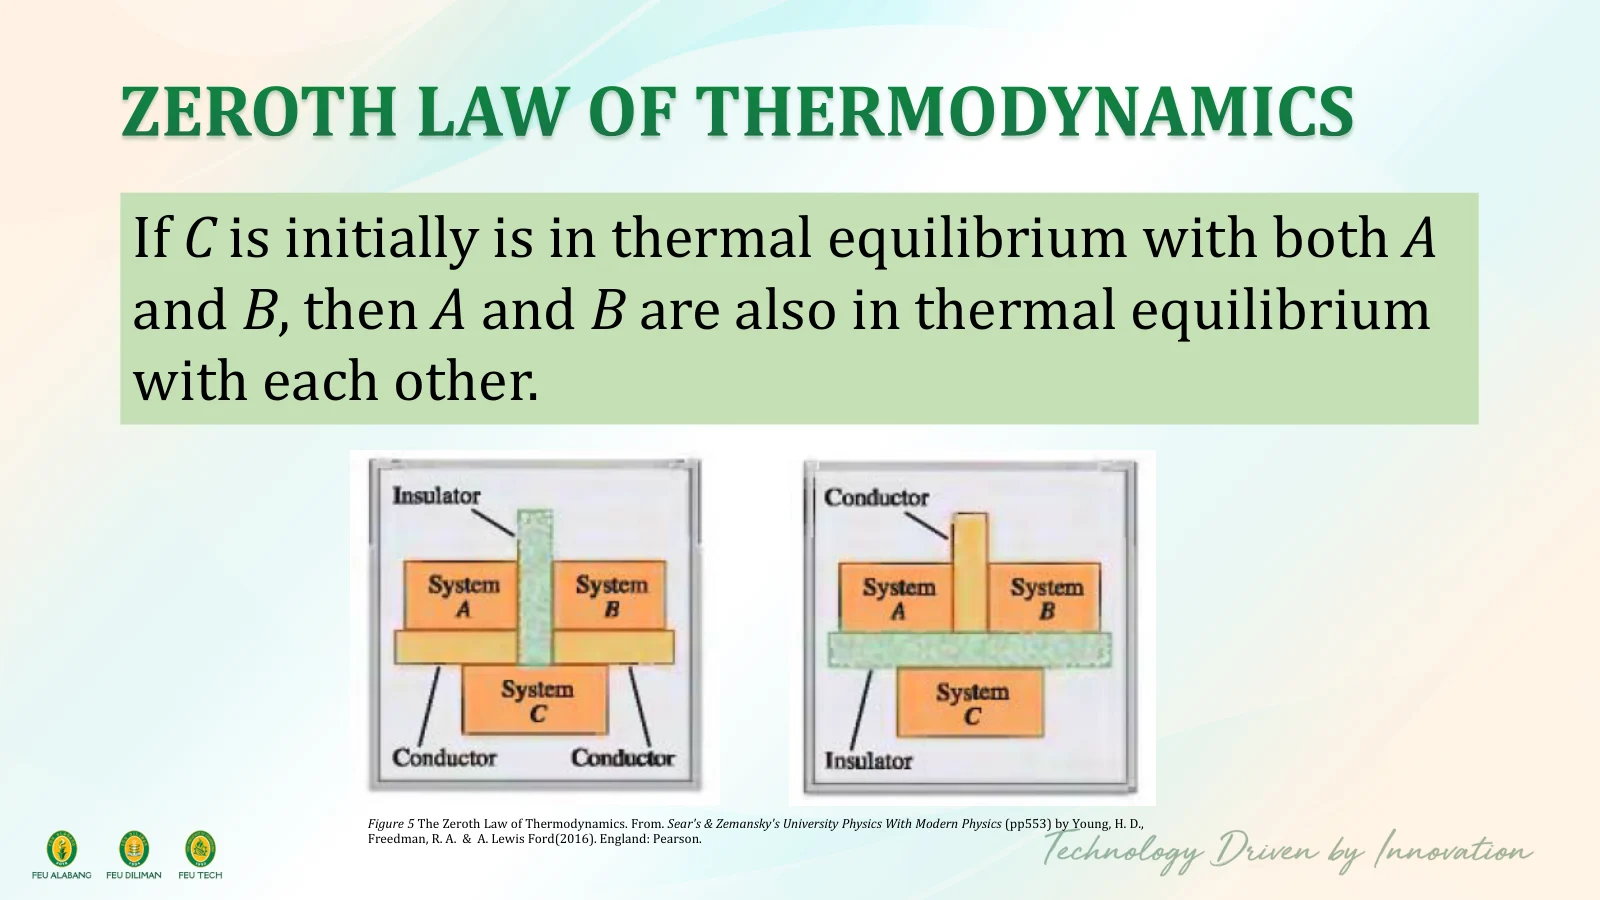 ZEROTH LAW OF THERMODYNAMICS
If C is initially is in thermal equilibrium with both A
and B, then A and B are also in thermal equilibrium
with each other.
Insulator
System
A
System
B
System
C
Conductor
Conductor
Conductor
System
A
System
B
System
C
Insulator
Figure 5 The Zeroth Law of Thermodynamics. From. Sear's & Zemansky's University Physics With Modern Physics (pp553) by Young, H. D.,
Freedman, R. A. & A. Lewis Ford(2016). England: Pearson.
FEU ALABANG
FEU DILIMAN
FEU TECH
Technology Driven by Innovation